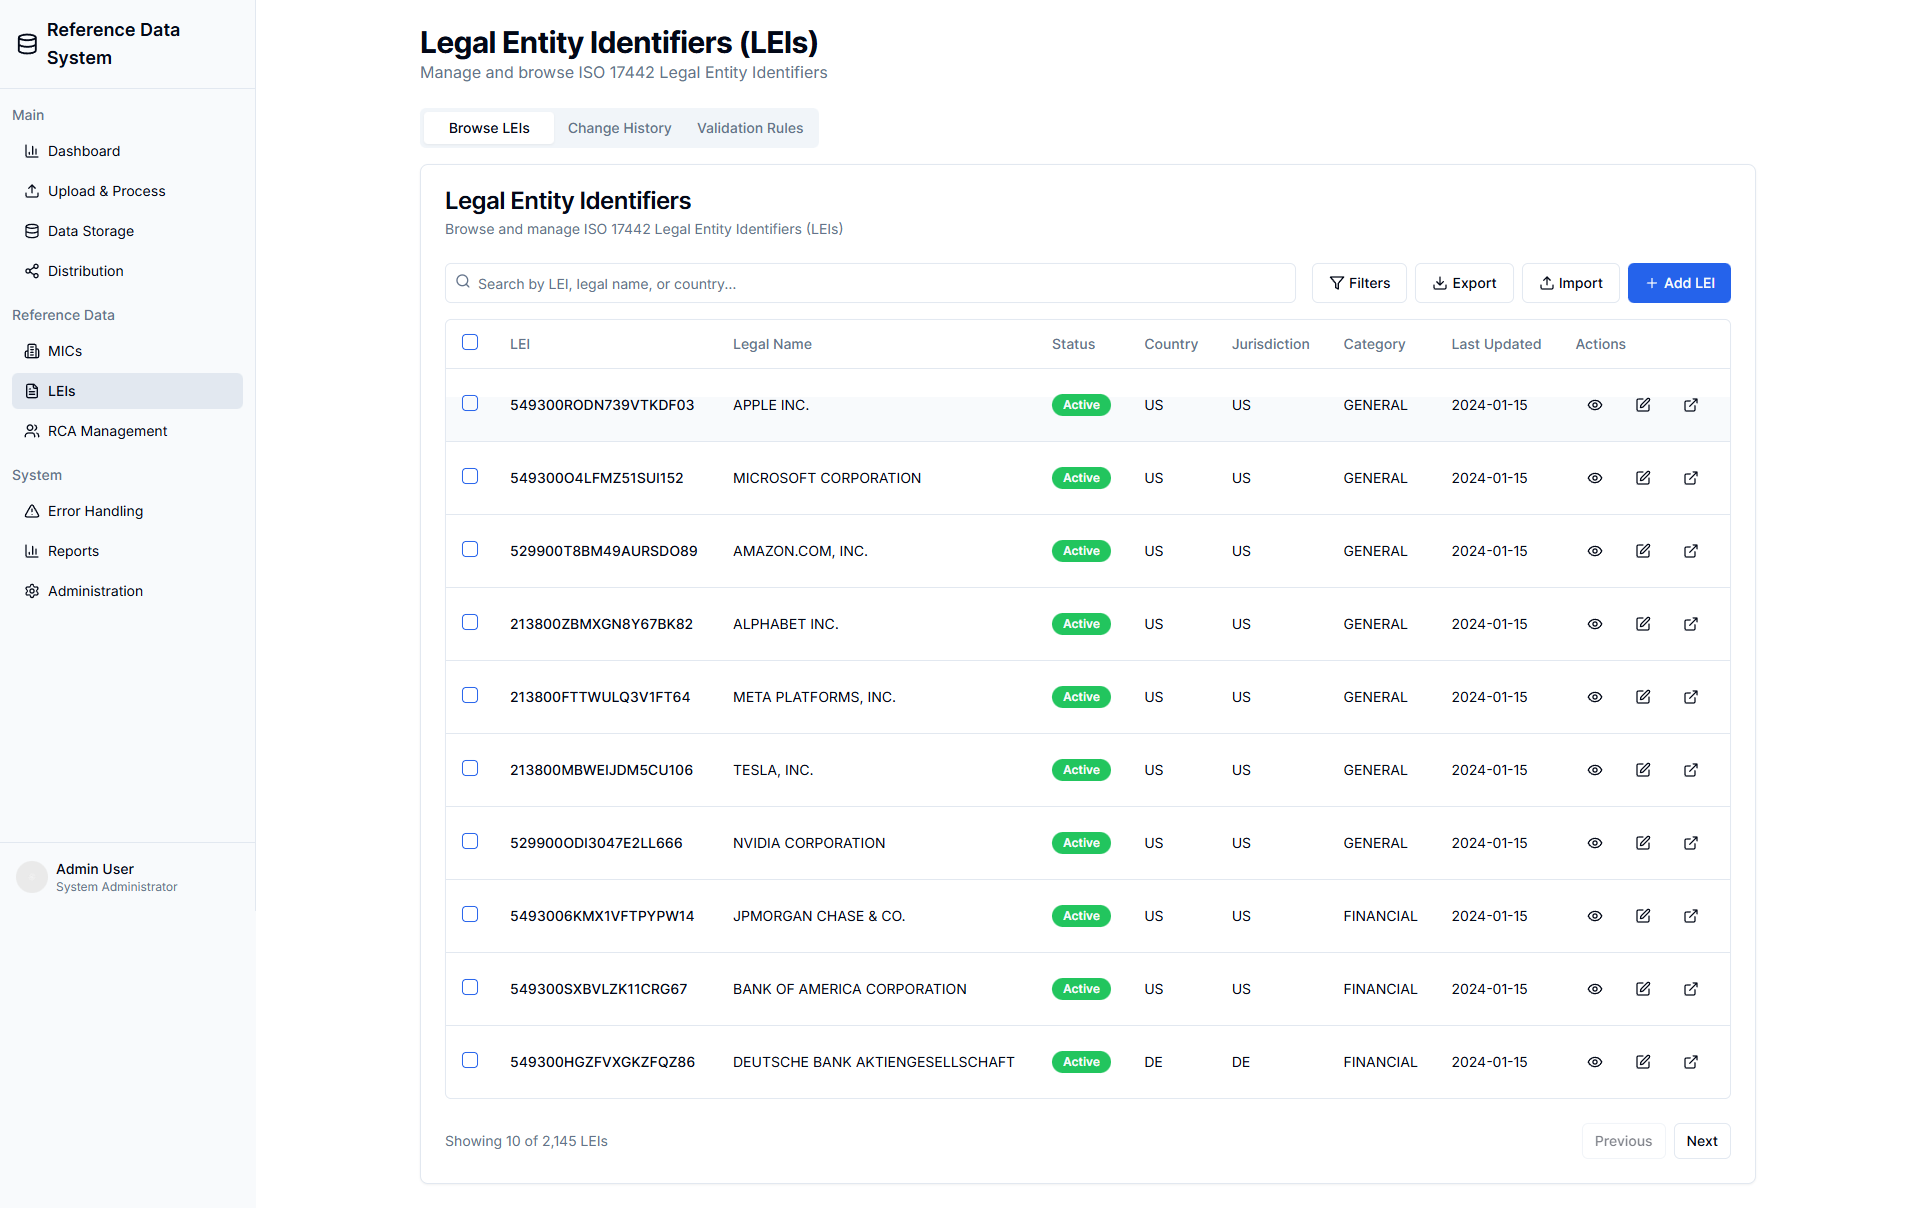 Reference Data
System
Main
Dashboard
Upload & Process
Data Storage
Distribution
Reference Data
MICs
LEIs
RCA Management
System
Error Handling
Reports
Administration
Admin User
System Administrator
Legal Entity Identifiers (LEIs)
Manage and browse ISO 17442 Legal Entity Identifiers
Browse LEIs Change History Validation Rules
Legal Entity Identifiers
Browse and manage ISO 17442 Legal Entity Identifiers (LEIs)
Search by LEI, legal name, or country... Filters Export Import + Add LEI
LEI Legal Name Status Country Jurisdiction Category Last Updated Actions
549300RODN739VTKDF03 APPLE INC. Active US US GENERAL 2024-01-15
549300O4LFMZ51SUI152 MICROSOFT CORPORATION Active US US GENERAL 2024-01-15
529900T8BM49AURSDO89 AMAZON.COM, INC. Active US US GENERAL 2024-01-15
213800ZBMXGN8Y67BK82 ALPHABET INC. Active US US GENERAL 2024-01-15
213800FTTWULQ3V1FT64 META PLATFORMS, INC. Active US US GENERAL 2024-01-15
213800MBWEIJDM5CU106 TESLA, INC. Active US US GENERAL 2024-01-15
529900ODI3047E2LL666 NVIDIA CORPORATION Active US US GENERAL 2024-01-15
5493006KMX1VFTPYPW14 JPMORGAN CHASE & CO. Active US US FINANCIAL 2024-01-15
549300SXBVLZK11CRG67 BANK OF AMERICA CORPORATION Active US US FINANCIAL 2024-01-15
549300HGZFVXGKZFQZ86 DEUTSCHE BANK AKTIENGESELLSCHAFT Active DE DE FINANCIAL 2024-01-15
Showing 10 of 2,145 LEIs Previous Next